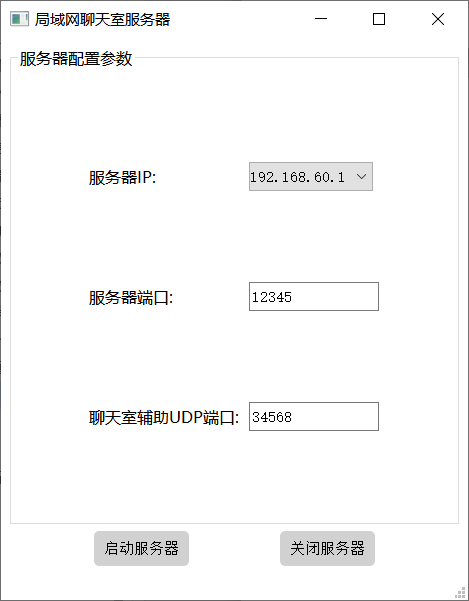 局域网聊天室服务器
服务器配置参数
服务器IP: 192.168.60.1
服务器端口: 12345
聊天室辅助UDP端口: 34568
启动服务器 关闭服务器